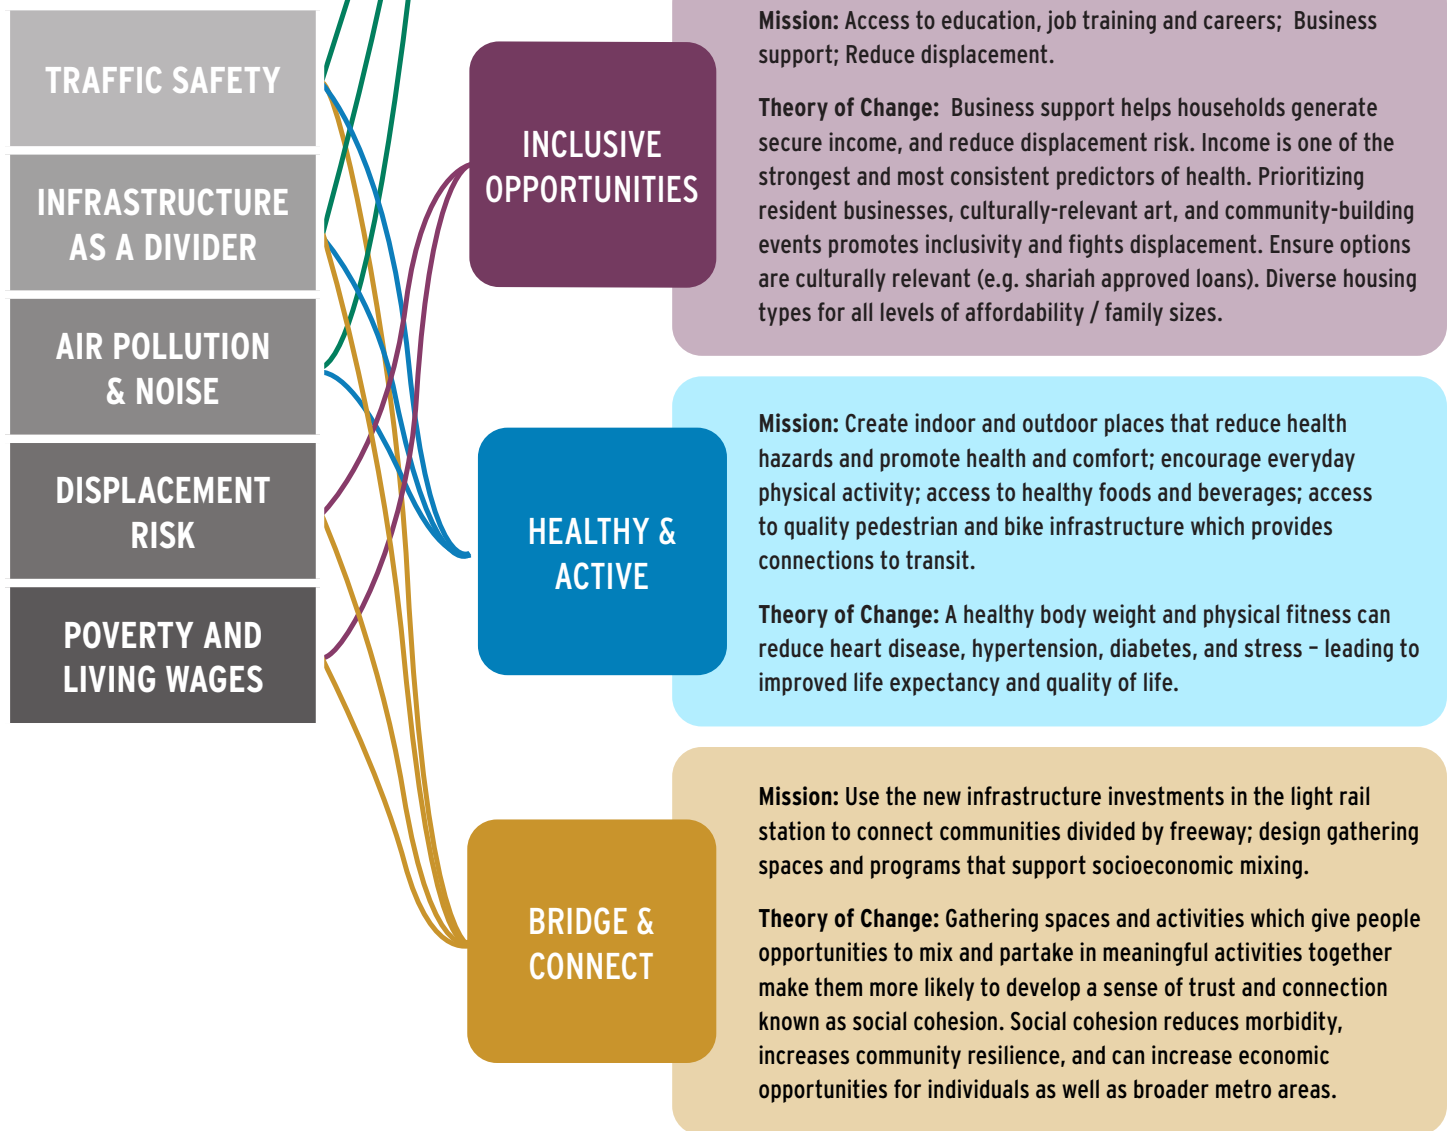 TRAFFIC SAFETY
INFRASTRUCTURE
AS A DIVIDER
AIR POLLUTION
& NOISE
DISPLACEMENT
RISK
POVERTY AND
LIVING WAGES
INCLUSIVE
OPPORTUNITIES
Mission: Access to education, job training and careers; Business
support; Reduce displacement.
Theory of Change: Business support helps households generate
secure income, and reduce displacement risk. Income is one of the
strongest and most consistent predictors of health. Prioritizing
resident businesses, culturally-relevant art, and community-building
events promotes inclusivity and fights displacement. Ensure options
are culturally relevant (e.g. shariah approved loans). Diverse housing
types for all levels of affordability / family sizes.
HEALTHY &
ACTIVE
Mission: Create indoor and outdoor places that reduce health
hazards and promote health and comfort; encourage everyday
physical activity; access to healthy foods and beverages; access
to quality pedestrian and bike infrastructure which provides
connections to transit.
Theory of Change: A healthy body weight and physical fitness can
reduce heart disease, hypertension, diabetes, and stress – leading to
improved life expectancy and quality of life.
BRIDGE &
CONNECT
Mission: Use the new infrastructure investments in the light rail
station to connect communities divided by freeway; design gathering
spaces and programs that support socioeconomic mixing.
Theory of Change: Gathering spaces and activities which give people
opportunities to mix and partake in meaningful activities together
make them more likely to develop a sense of trust and connection
known as social cohesion. Social cohesion reduces morbidity,
increases community resilience, and can increase economic
opportunities for individuals as well as broader metro areas.